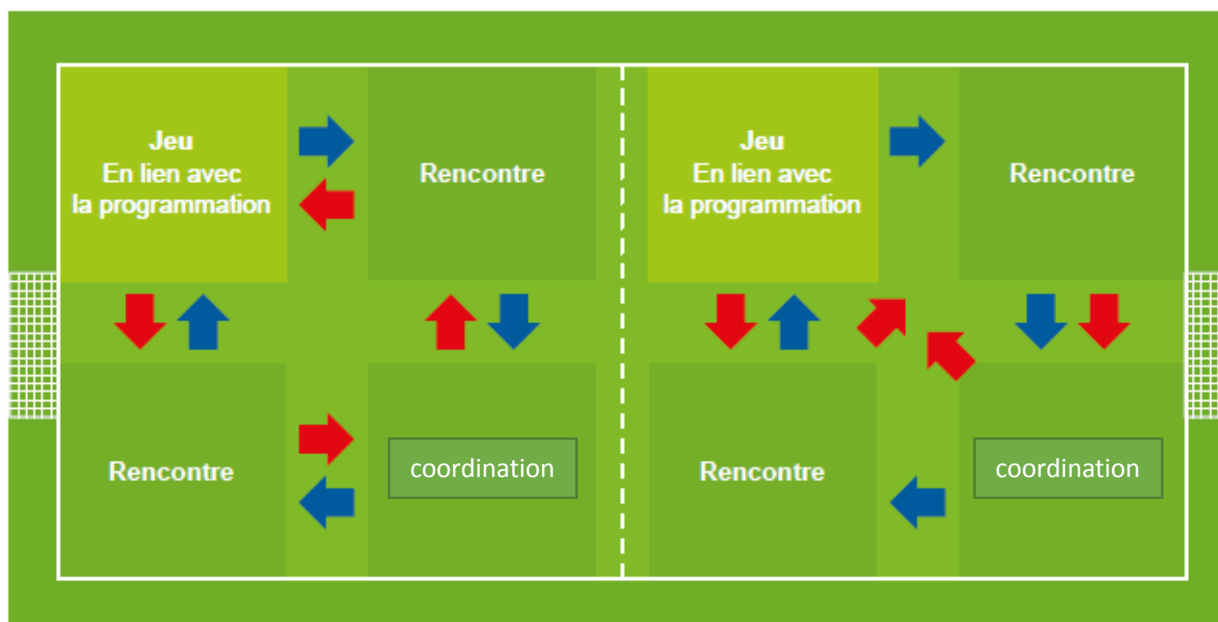 Jeu
En lien avec
la programmation
Rencontre
Jeu
En lien avec
la programmation
Rencontre
Rencontre
coordination
Rencontre
coordination